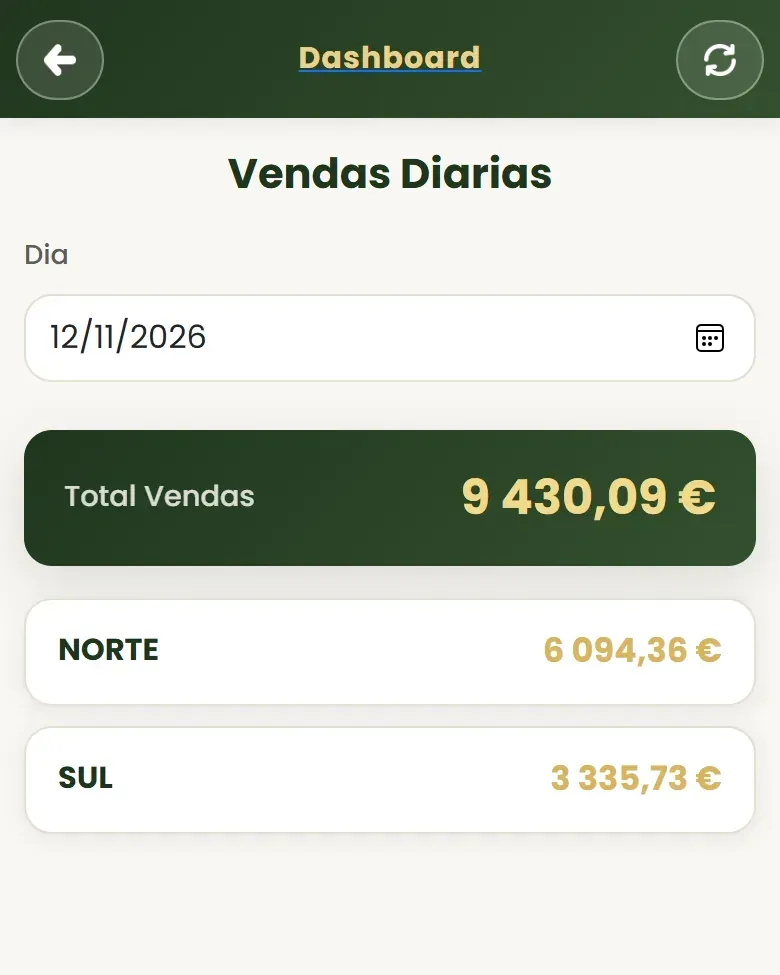 Dashboard
Vendas Diarias
Dia
12/11/2026
Total Vendas 9 430,09 €
NORTE 6 094,36 €
SUL 3 335,73 €